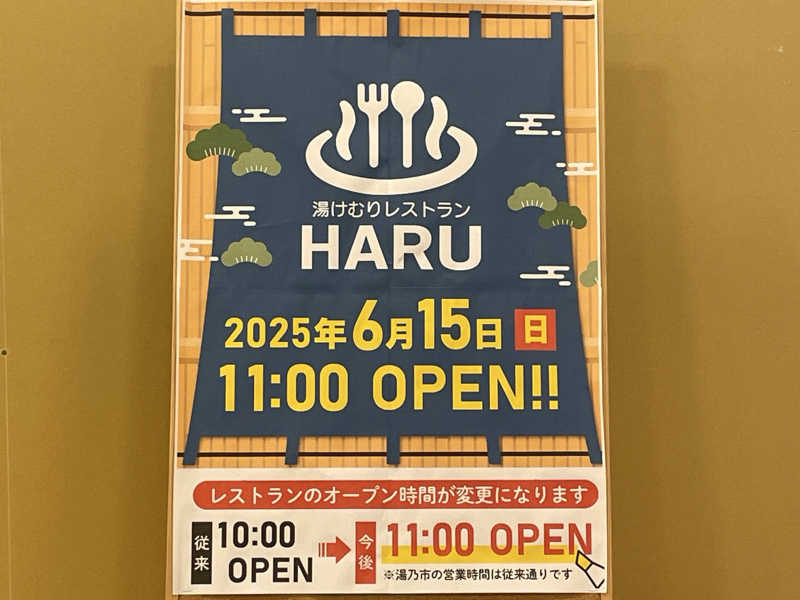 湯けむりレストラン
HARU
2025年6月15日 日
11:00 OPEN!!
レストランのオープン時間が変更になります
従来 10:00 OPEN
今後 11:00 OPEN
※湯乃市の営業時間は従来通りです